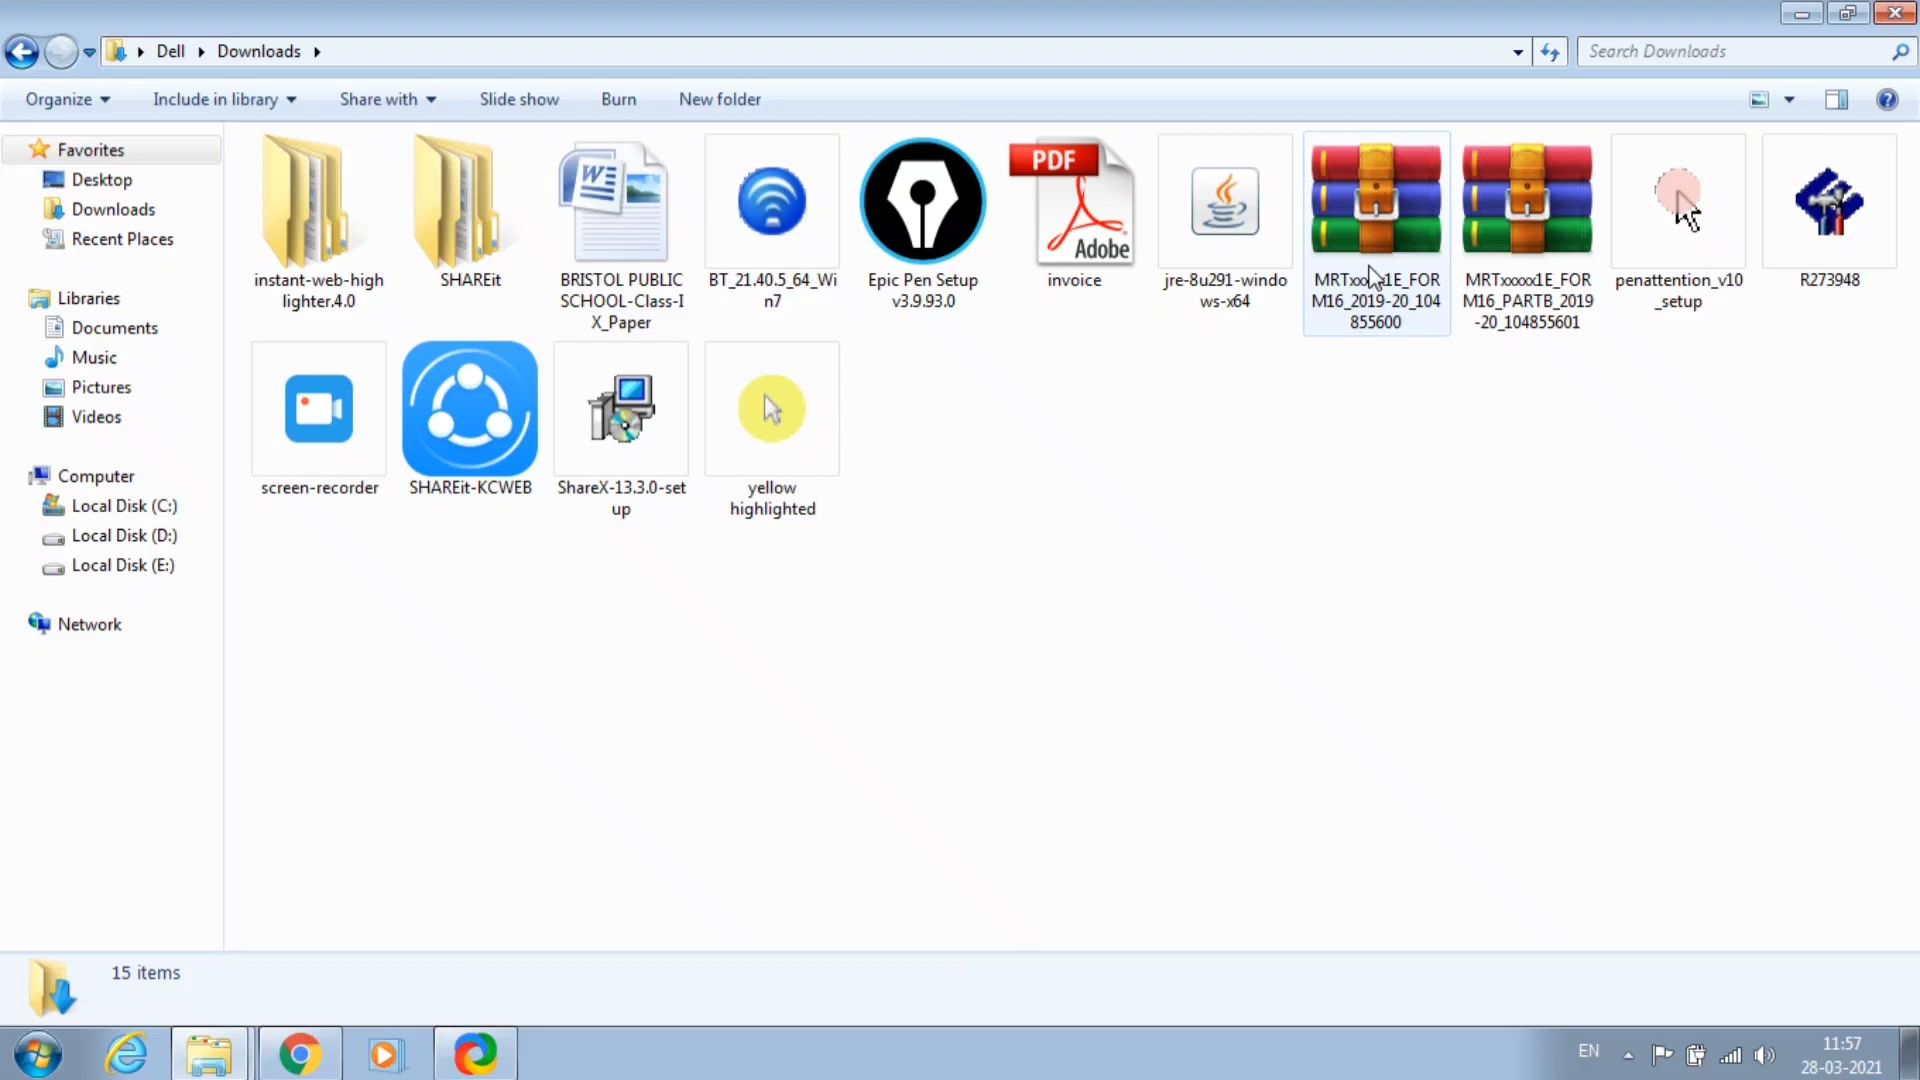 Dell Downloads
Search Downloads
Organize Include in library Share with Slide show Burn New folder
Favorites
Desktop
Downloads
Recent Places
Libraries
Documents
Music
Pictures
Videos
Computer
Local Disk (C:)
Local Disk (D:)
Local Disk (E:)
Network
instant-web-high
lighter.4.0
SHAREit
W
BRISTOL PUBLIC
SCHOOL-Class-I
X_Paper
BT_21.40.5_64_Wi
n7
Epic Pen Setup
v3.9.93.0
PDF
Adobe
invoice
jre-8u291-windo
ws-x64
M16_2019-20_104
855600
MRTxxxxx1E_FOR
M16_PARTB_2019
-20_104855601
penattention_v10
_setup
R273948
screen-recorder
SHAREit-KCWEB
ShareX-13.3.0-set
up
yellow
highlighted
15 items
EN
11:57
28-03-2021